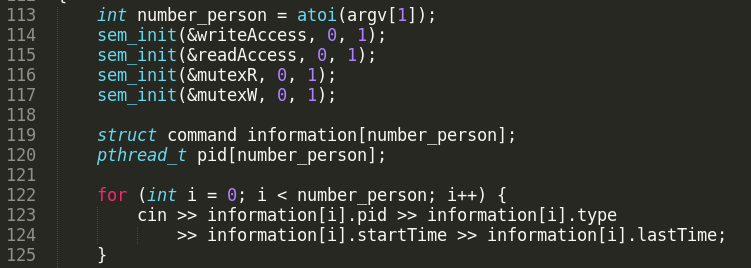 112 {
113     int number_person = atoi(argv[1]);
114     sem_init(&writeAccess, 0, 1);
115     sem_init(&readAccess, 0, 1);
116     sem_init(&mutexR, 0, 1);
117     sem_init(&mutexW, 0, 1);
118
119     struct command information[number_person];
120     pthread_t pid[number_person];
121
122     for (int i = 0; i < number_person; i++) {
123         cin >> information[i].pid >> information[i].type
124             >> information[i].startTime >> information[i].lastTime;
125     }